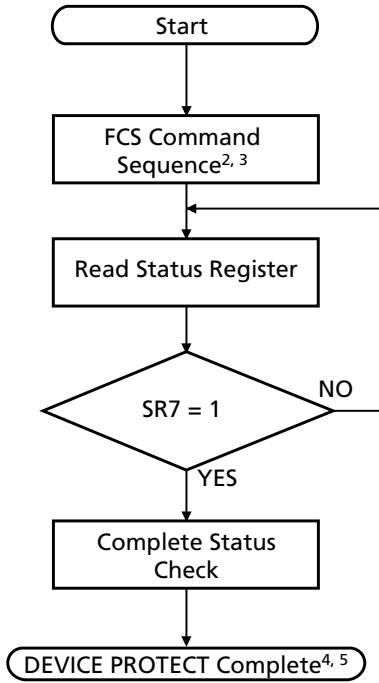 Start
FCS Command
Sequence2, 3
Read Status Register
SR7 = 1
NO
YES
Complete Status
Check
DEVICE PROTECT Complete4, 5